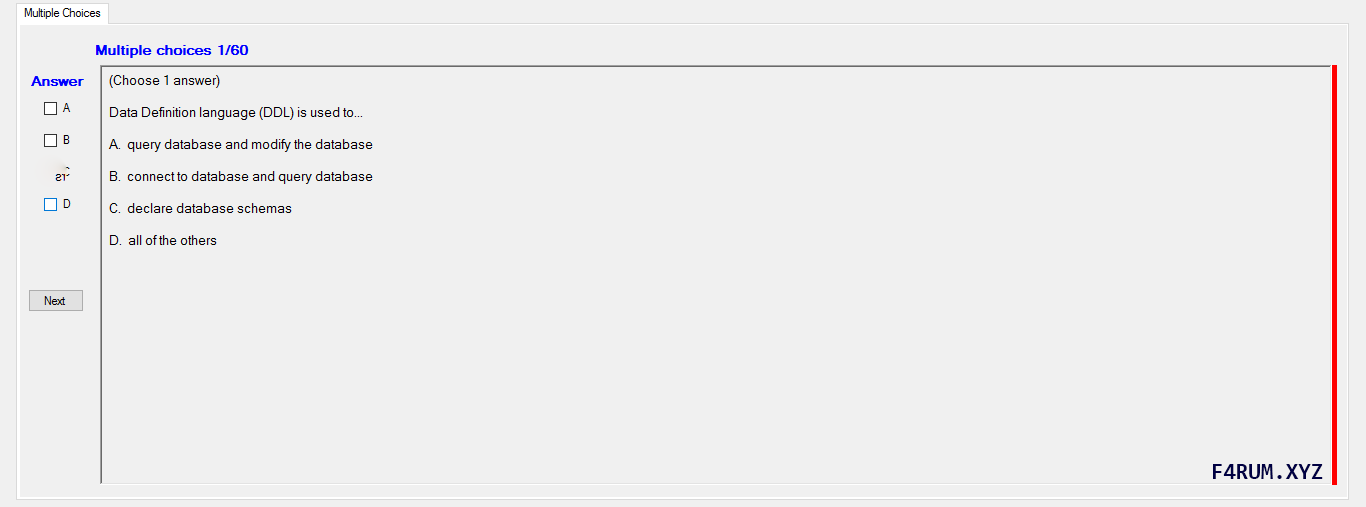 Multiple Choices
Multiple choices 1/60
Answer
A
B
D
Next
(Choose 1 answer)
Data Definition language (DDL) is used to...
A. query database and modify the database
B. connect to database and query database
C. declare database schemas
D. all of the others
F4RUM.XYZ